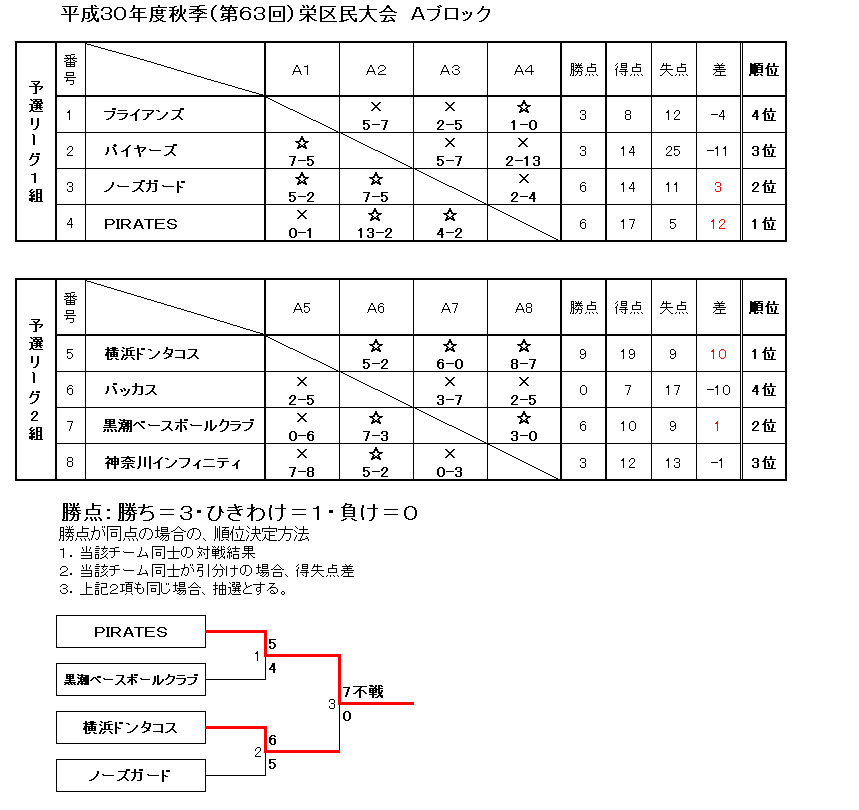 平成30年度秋季(第63回)栄区民大会 Aブロック
予選リーグ1組
番号 A1 A2 A3 A4 勝点 得点 失点 差 順位
1 ブライアンズ × × ☆ 3 8 12 -4 4位
5-7 2-5 1-0
2 バイヤーズ ☆ × × 3 14 25 -11 3位
7-5 5-7 2-13
3 ノーズガード ☆ ☆ × 6 14 11 3 2位
5-2 7-5 2-4
4 PIRATES × ☆ ☆ 6 17 5 12 1位
0-1 13-2 4-2
予選リーグ2組
番号 A5 A6 A7 A8 勝点 得点 失点 差 順位
5 横浜ドンタコス ☆ ☆ ☆ 9 19 9 10 1位
5-2 6-0 8-7
6 バッカス × × × 0 7 17 -10 4位
2-5 3-7 2-5
7 黒潮ベースボールクラブ × ☆ ☆ 6 10 9 1 2位
0-6 7-3 3-0
8 神奈川インフィニティ × ☆ × 3 12 13 -1 3位
7-8 5-2 0-3
勝点:勝ち=3・ひきわけ=1・負け=0
勝点が同点の場合の、順位決定方法
1.当該チーム同士の対戦結果
2.当該チーム同士が引分けの場合、得失点差
3.上記2項も同じ場合、抽選とする。
PIRATES
5
1
4
黒潮ベースボールクラブ
7不戦
3
0
横浜ドンタコス
6
2
5
ノーズガード